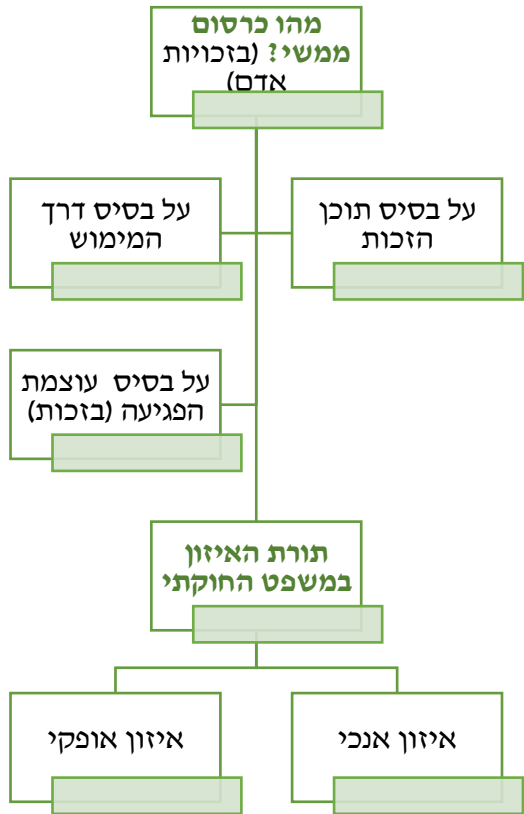 מהו כרסום
ממשי? (בזכויות
אדם)
על בסיס תוכן
הזכות
על בסיס דרך
המימוש
על בסיס עוצמת
הפגיעה (בזכות)
תורת האיזון
במשפט החוקתי
איזון אנכי
איזון אופקי